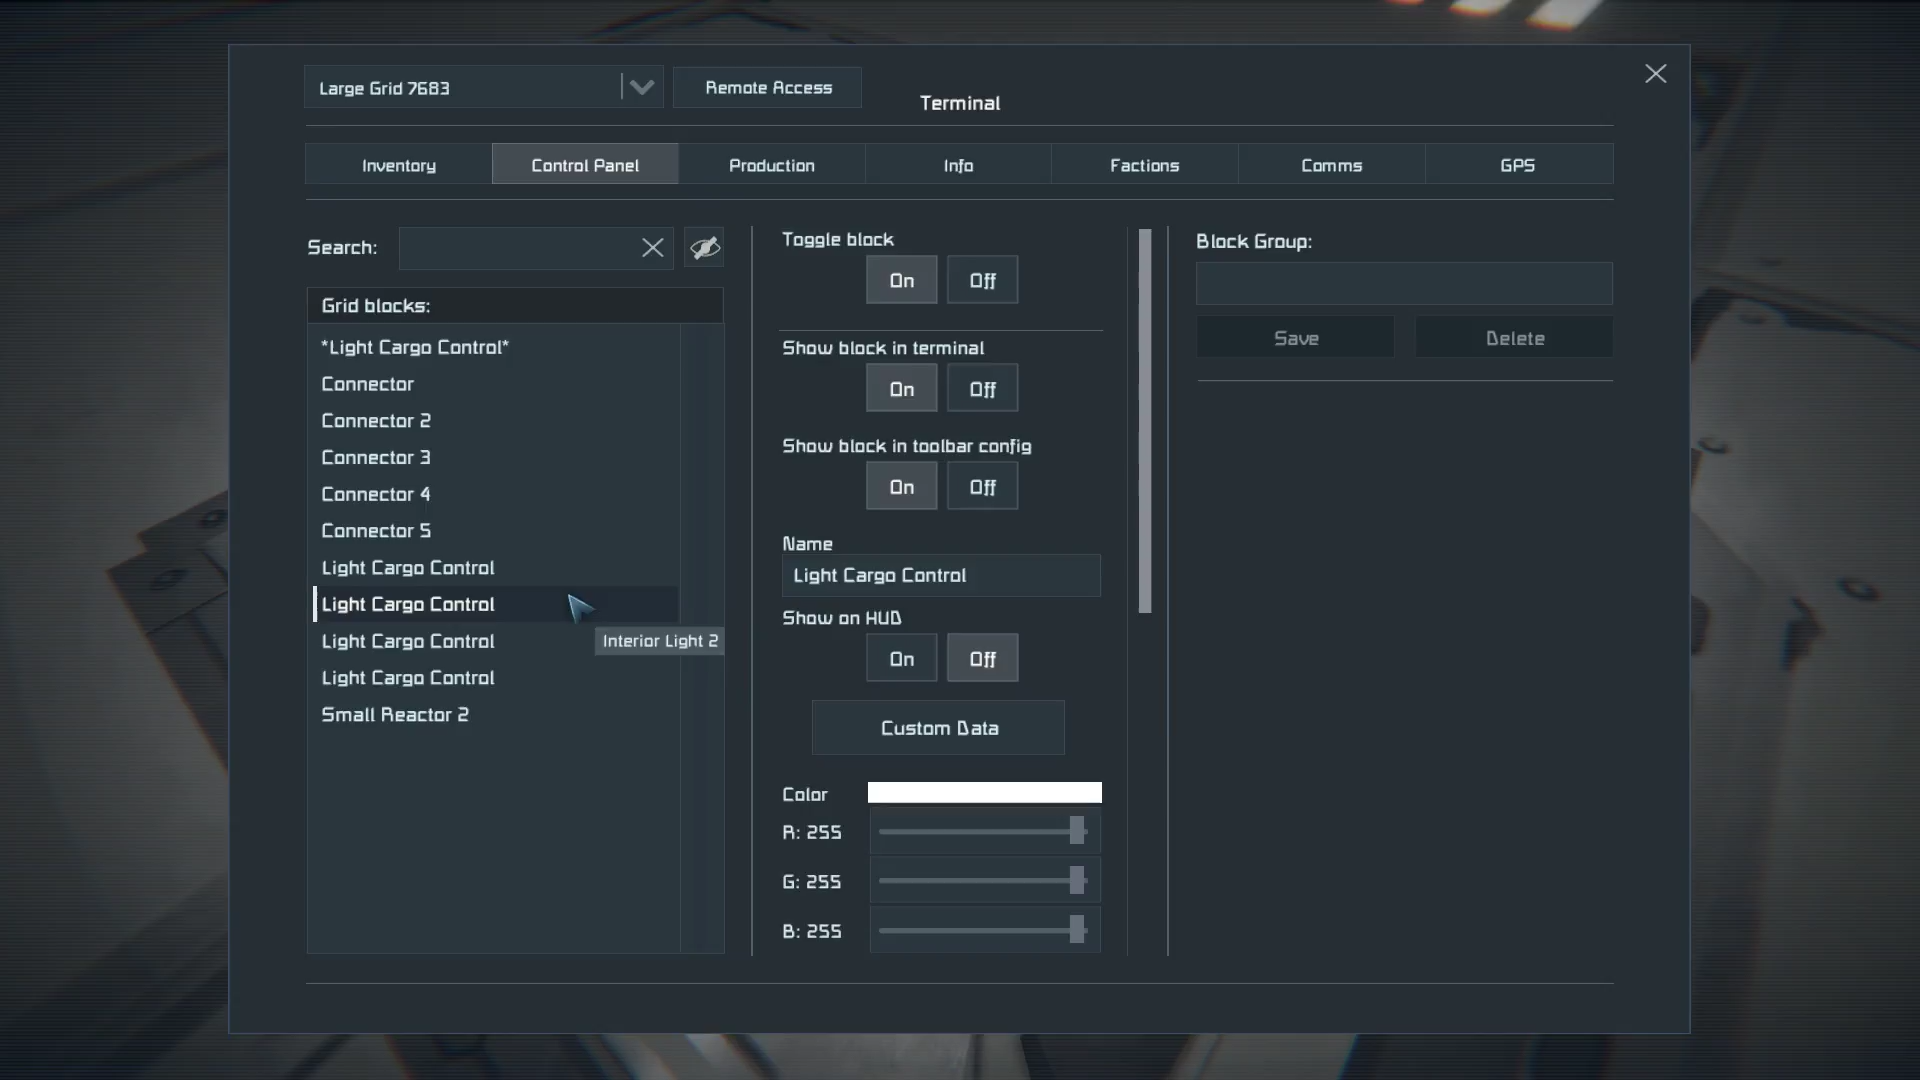 Large Grid 7683
Remote Access
Terminal
Inventory
Control Panel
Production
Info
Factions
Comms
GPS
Search:
Grid blocks:
*Light Cargo Control*
Connector
Connector 2
Connector 3
Connector 4
Connector 5
Light Cargo Control
Light Cargo Control
Interior Light 2
Light Cargo Control
Light Cargo Control
Small Reactor 2
Toggle block
On
Off
Show block in terminal
On
Off
Show block in toolbar config
On
Off
Name
Light Cargo Control
Show on HUD
On
Off
Custom Data
Color
R: 255
G: 255
B: 255
Block Group:
Save
Delete